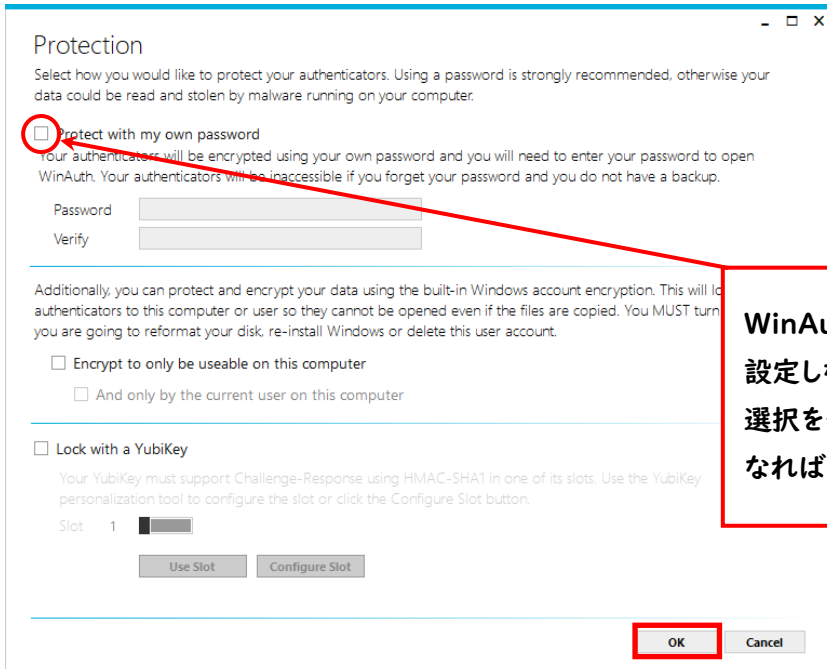 Protection
Select how you would like to protect your authenticators. Using a password is strongly recommended, otherwise your
data could be read and stolen by malware running on your computer.
Protect with my own password
Your authenticators will be encrypted using your own password and you will need to enter your password to open
WinAuth. Your authenticators will be inaccessible if you forget your password and you do not have a backup.
Password
Verify
Additionally, you can protect and encrypt your data using the built-in Windows account encryption. This will
authenticators to this computer or user so they cannot be opened even if the files are copied. You MUST turn
you are going to reformat your disk, re-install Windows or delete this user account.
WinAu
設定し
選択を
なれば
Encrypt to only be useable on this computer
And only by the current user on this computer
Lock with a YubiKey
Your YubiKey must support Challenge-Response using HMAC-SHA1 in one of its slots. Use the YubiKey
personalization tool to configure the slot or click the Configure Slot button.
Slot 1
Use Slot Configure Slot
OK Cancel